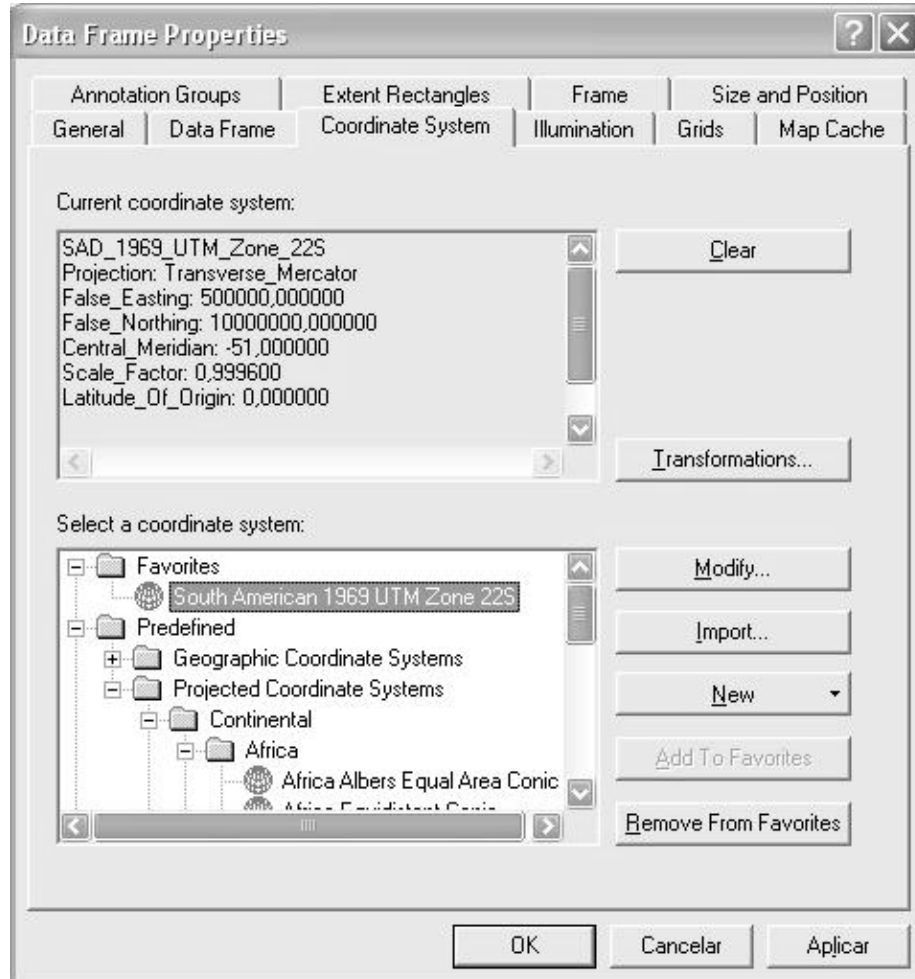 Data Frame Properties
Annotation Groups Extent Rectangles Frame Size and Position
General Data Frame Coordinate System Illumination Grids Map Cache
Current coordinate system:
SAD_1969_UTM_Zone_22S
Projection: Transverse_Mercator
False_Easting: 500000,000000
False_Northing: 10000000,000000
Central_Meridian: -51,000000
Scale_Factor: 0,999600
Latitude_Of_Origin: 0,000000
Clear
Transformations...
Select a coordinate system:
Favorites
South American 1969 UTM Zone 22S
Predefined
Geographic Coordinate Systems
Projected Coordinate Systems
Continental
Africa
Africa Albers Equal Area Conic
Modify...
Import...
New
Add To Favorites
Remove From Favorites
OK Cancelar Aplicar